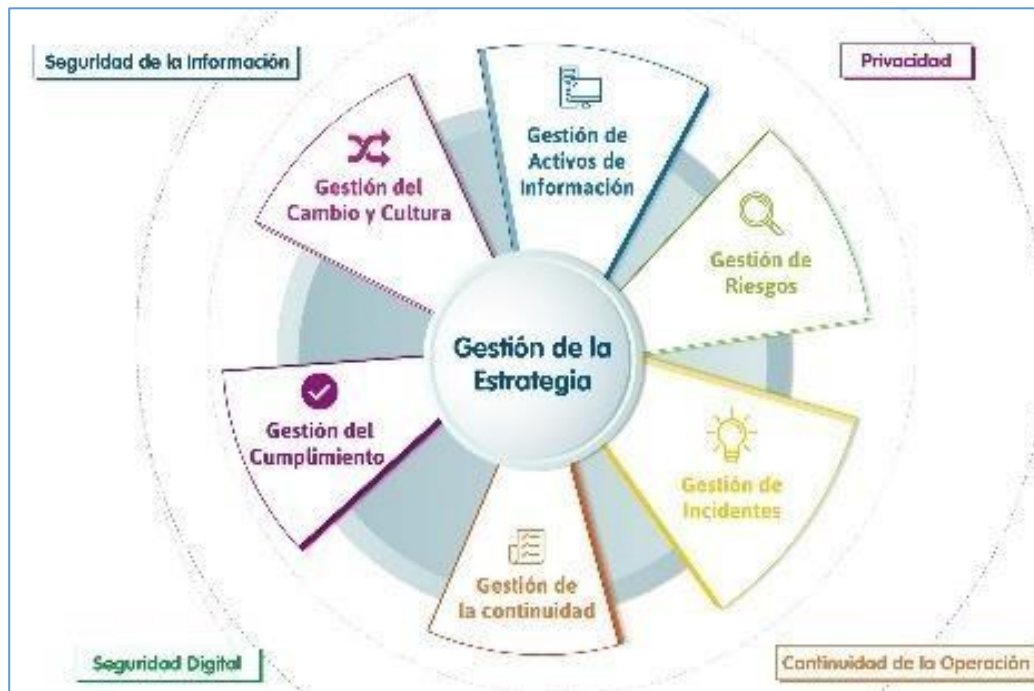 Seguridad de la Información
Privacidad
Gestión de
Activos de
Información
Gestión del
Cambio y Cultura
Gestión de
Riesgos
Gestión de la
Estrategia
Gestión del
Cumplimiento
Gestión de
Incidentes
Gestión de
la continuidad
Seguridad Digital
Continuidad de la Operación